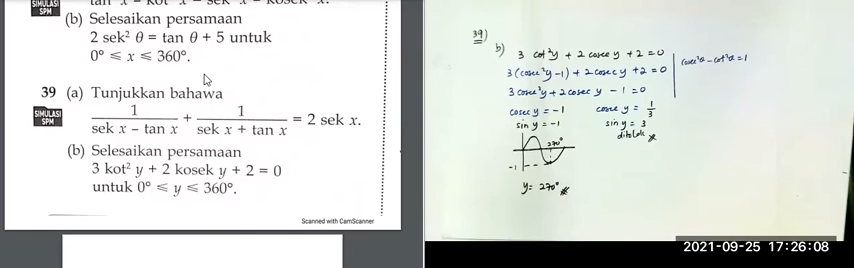 SIMULASI
SPM
(b) Selesaikan persamaan
2 sek² θ = tan θ + 5 untuk
0° ≤ x ≤ 360°.
39 (a) Tunjukkan bahawa
SIMULASI
SPM
1/(sek x − tan x) + 1/(sek x + tan x) = 2 sek x.
(b) Selesaikan persamaan
3 kot² y + 2 kosek y + 2 = 0
untuk 0° ≤ y ≤ 360°.
Scanned with CamScanner
39)
b)
3 cot²y + 2 cosec y + 2 = 0
3(cosec²y − 1) + 2 cosec y + 2 = 0
3 cosec²y + 2 cosec y − 1 = 0
cosec y = −1
sin y = −1
270°
−1
y = 270°
cosec y = 1/3
sin y = 3
ditolak
cosec²θ − cot²θ = 1
2021-09-25 17:26:08